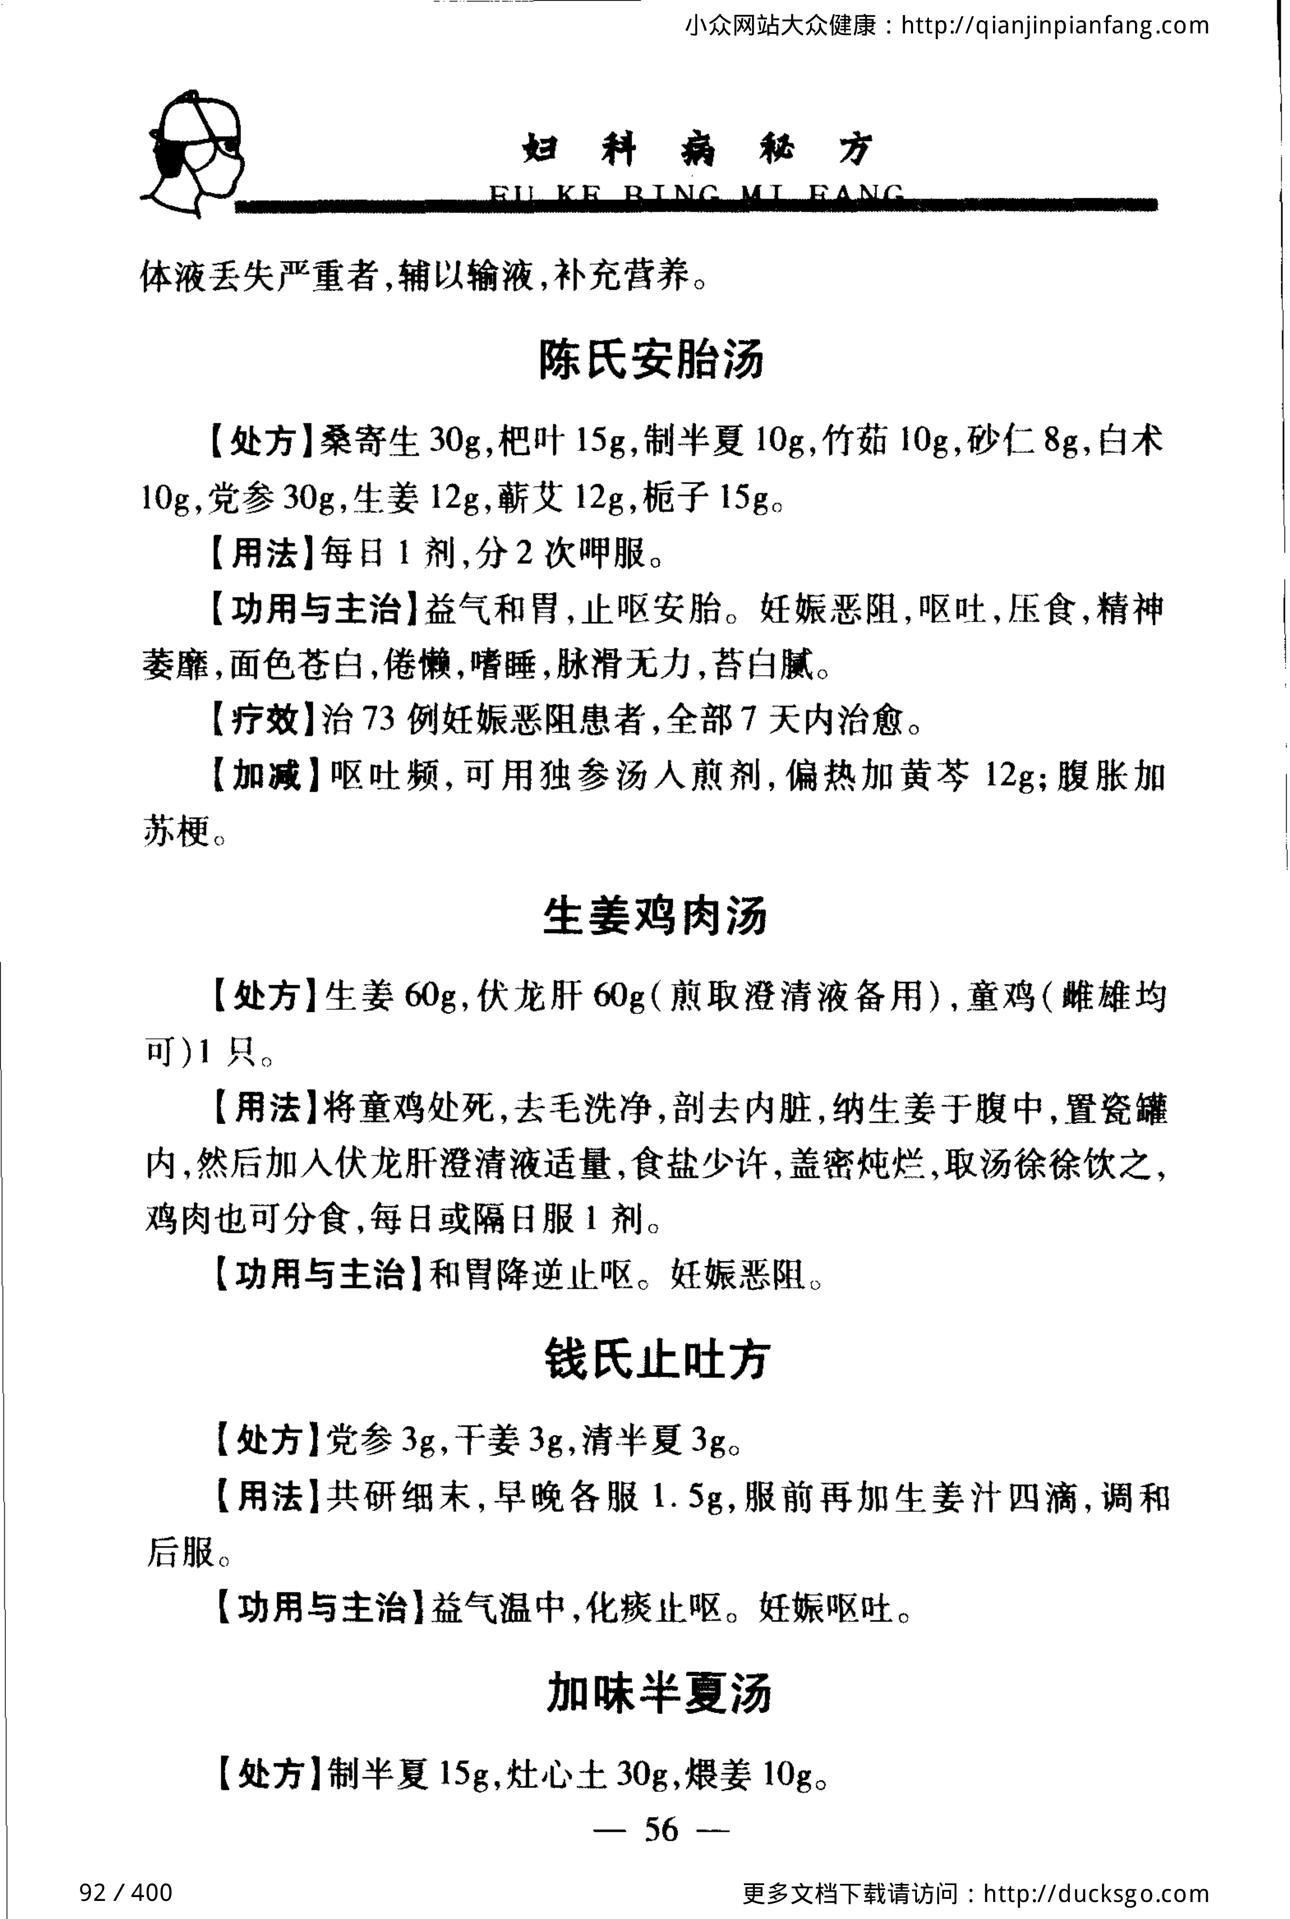 小众网站大众健康：http://qianjinpianfang.com
妇科病秘方
FU KE BING MI FANG
体液丢失严重者,辅以输液,补充营养。
陈氏安胎汤
【处方】桑寄生 30g,杷叶 15g,制半夏 10g,竹茹 10g,砂仁 8g,白术
10g,党参 30g,生姜 12g,蕲艾 12g,栀子 15g。
【用法】每日 1 剂,分 2 次呷服。
【功用与主治】益气和胃,止呕安胎。妊娠恶阻,呕吐,压食,精神
萎靡,面色苍白,倦懒,嗜睡,脉滑无力,苔白腻。
【疗效】治 73 例妊娠恶阻患者,全部 7 天内治愈。
【加减】呕吐频,可用独参汤人煎剂,偏热加黄芩 12g;腹胀加
苏梗。
生姜鸡肉汤
【处方】生姜 60g,伏龙肝 60g(煎取澄清液备用),童鸡(雌雄均
可)1 只。
【用法】将童鸡处死,去毛洗净,剖去内脏,纳生姜于腹中,置瓷罐
内,然后加入伏龙肝澄清液适量,食盐少许,盖密炖烂,取汤徐徐饮之,
鸡肉也可分食,每日或隔日服 1 剂。
【功用与主治】和胃降逆止呕。妊娠恶阻。
钱氏止吐方
【处方】党参 3g,干姜 3g,清半夏 3g。
【用法】共研细末,早晚各服 1. 5g,服前再加生姜汁四滴,调和
后服。
【功用与主治】益气温中,化痰止呕。妊娠呕吐。
加味半夏汤
【处方】制半夏 15g,灶心土 30g,煨姜 10g。
— 56 —
92 / 400
更多文档下载请访问：http://ducksgo.com